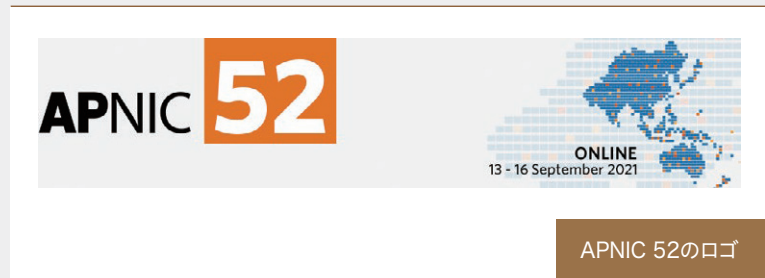 APNIC 52
ONLINE
13 - 16 September 2021
APNIC 52のロゴ